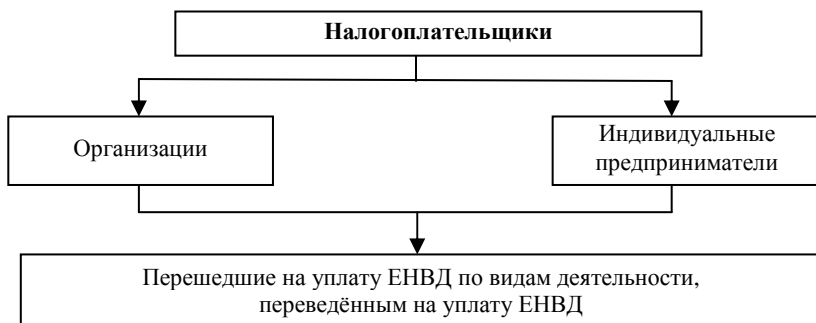 Налогоплательщики
Организации
Индивидуальные
предприниматели
Перешедшие на уплату ЕНВД по видам деятельности,
переведённым на уплату ЕНВД